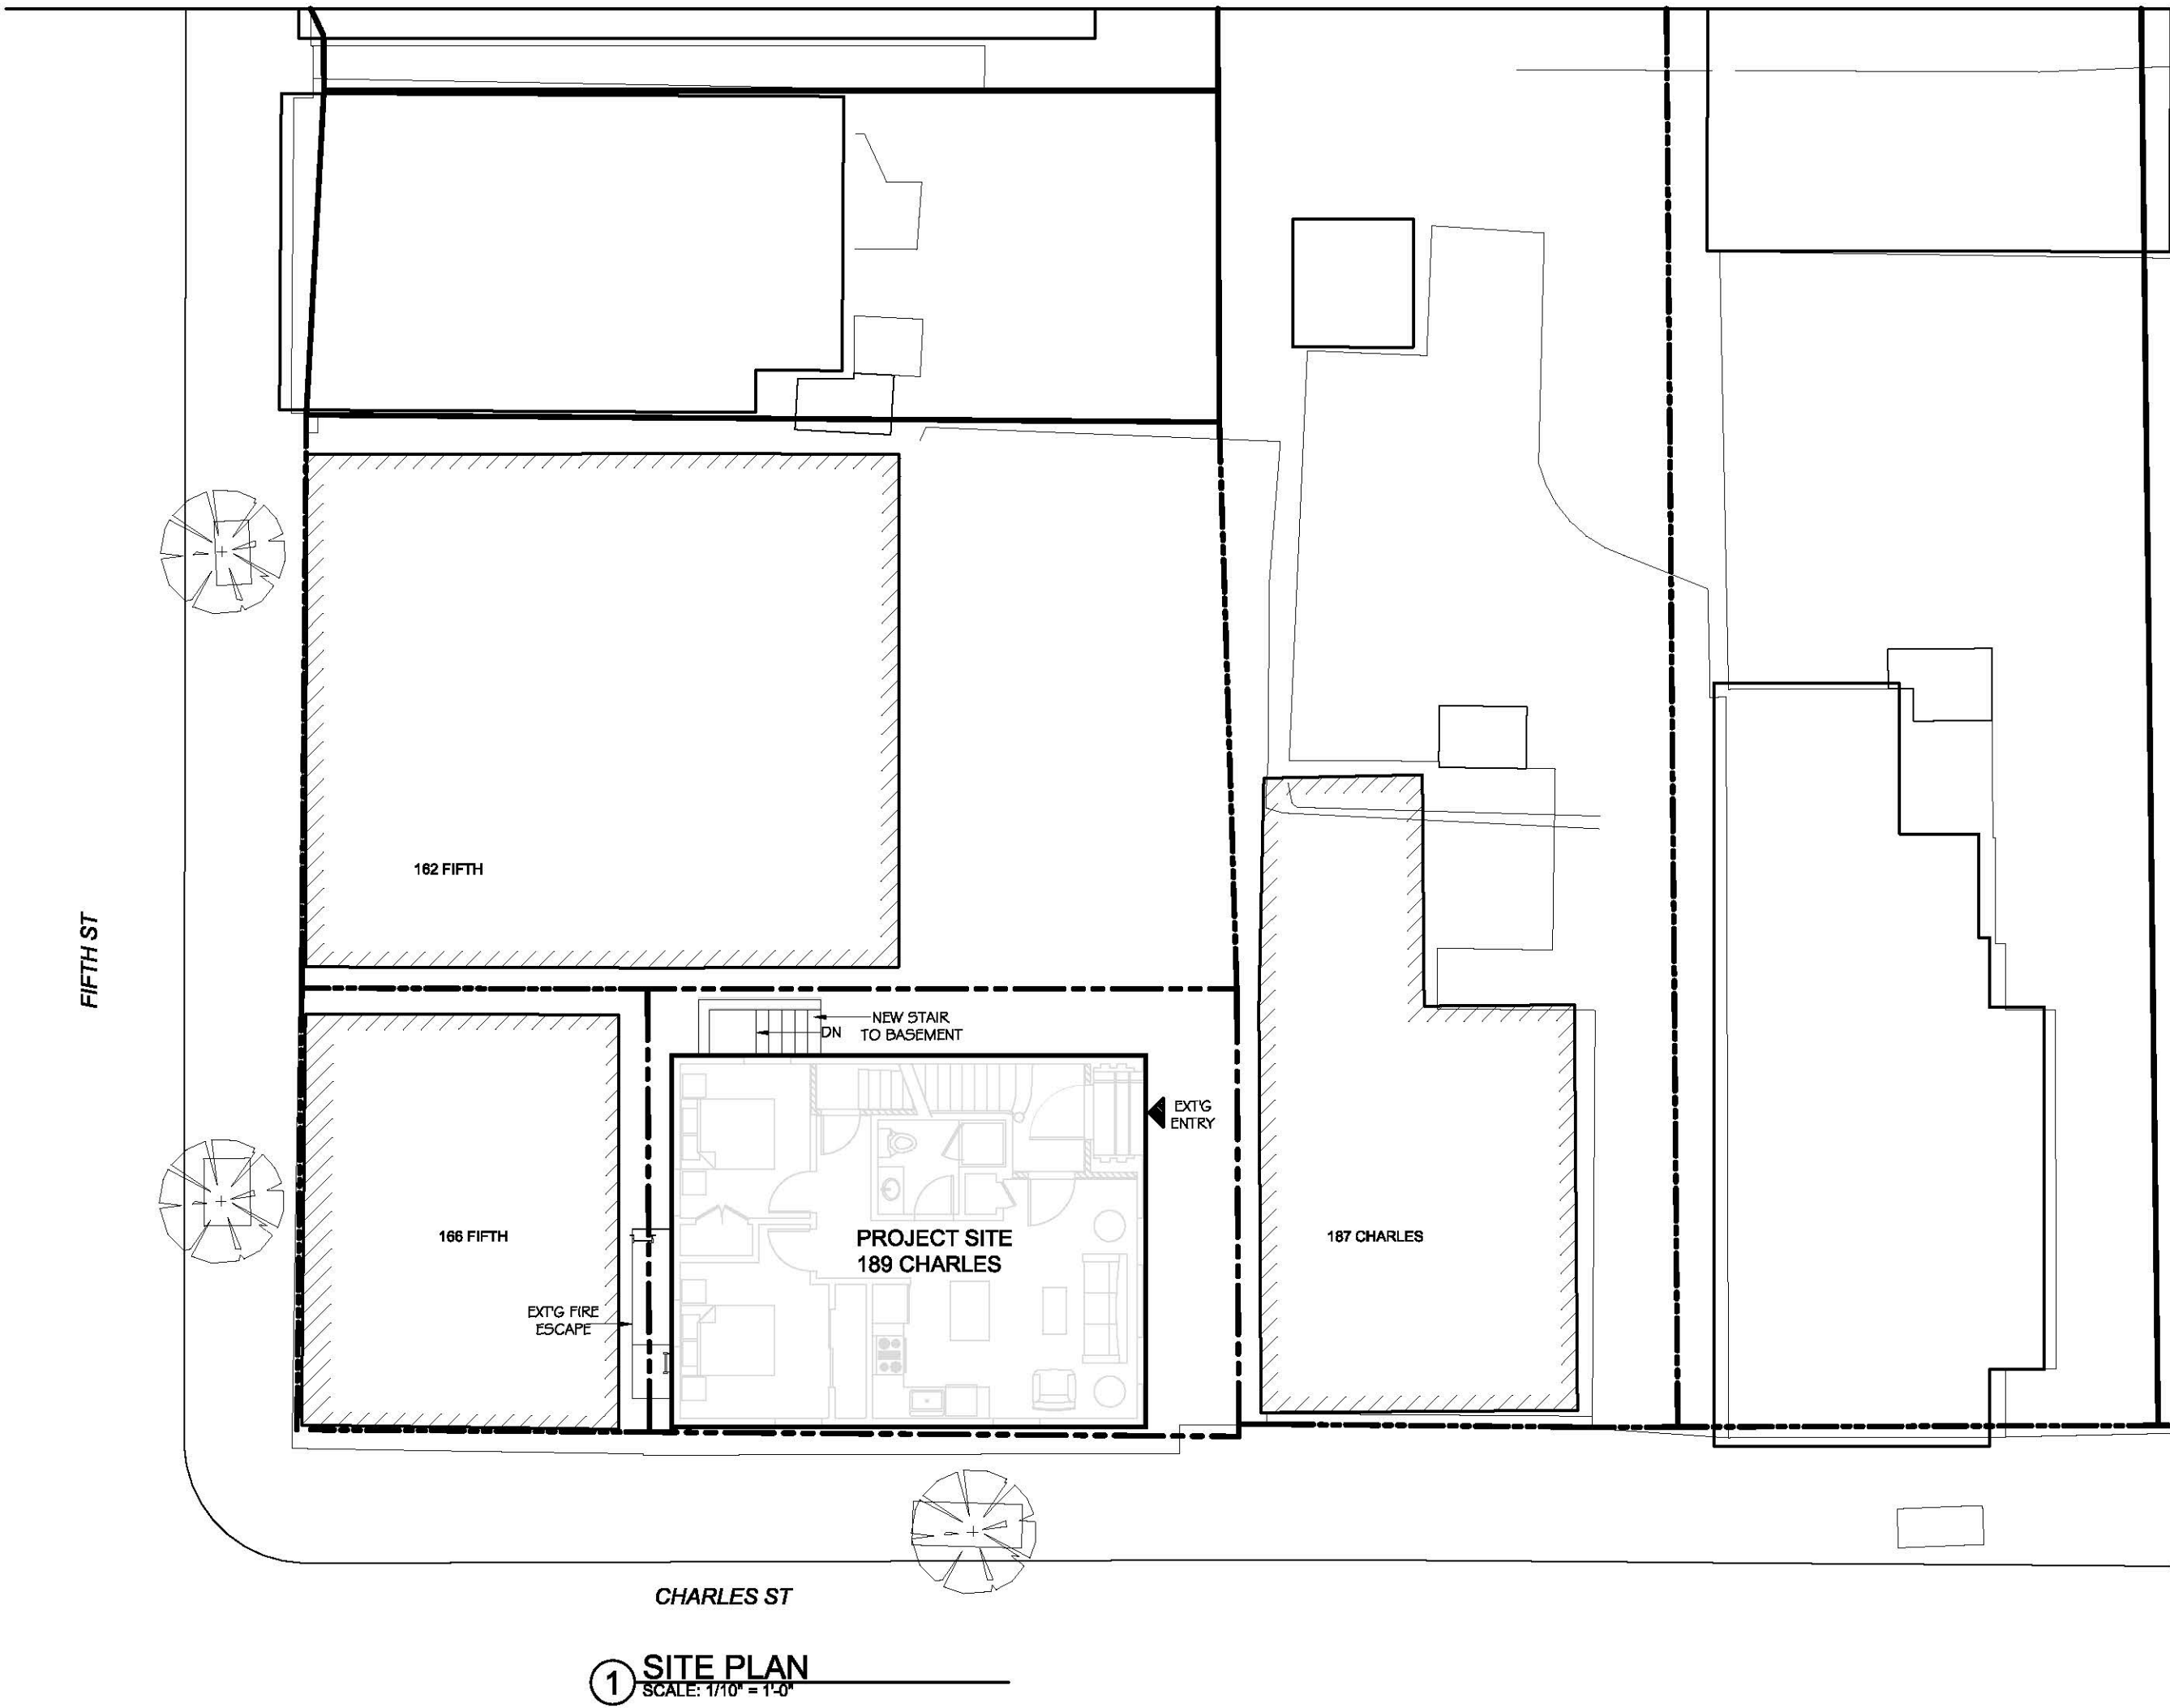 162 FIFTH
FIFTH ST
NEW STAIR
TO BASEMENT
DN
EXT'G
ENTRY
166 FIFTH
PROJECT SITE
189 CHARLES
187 CHARLES
EXT'G FIRE
ESCAPE
CHARLES ST
1
SITE PLAN
SCALE: 1/10" = 1'-0"